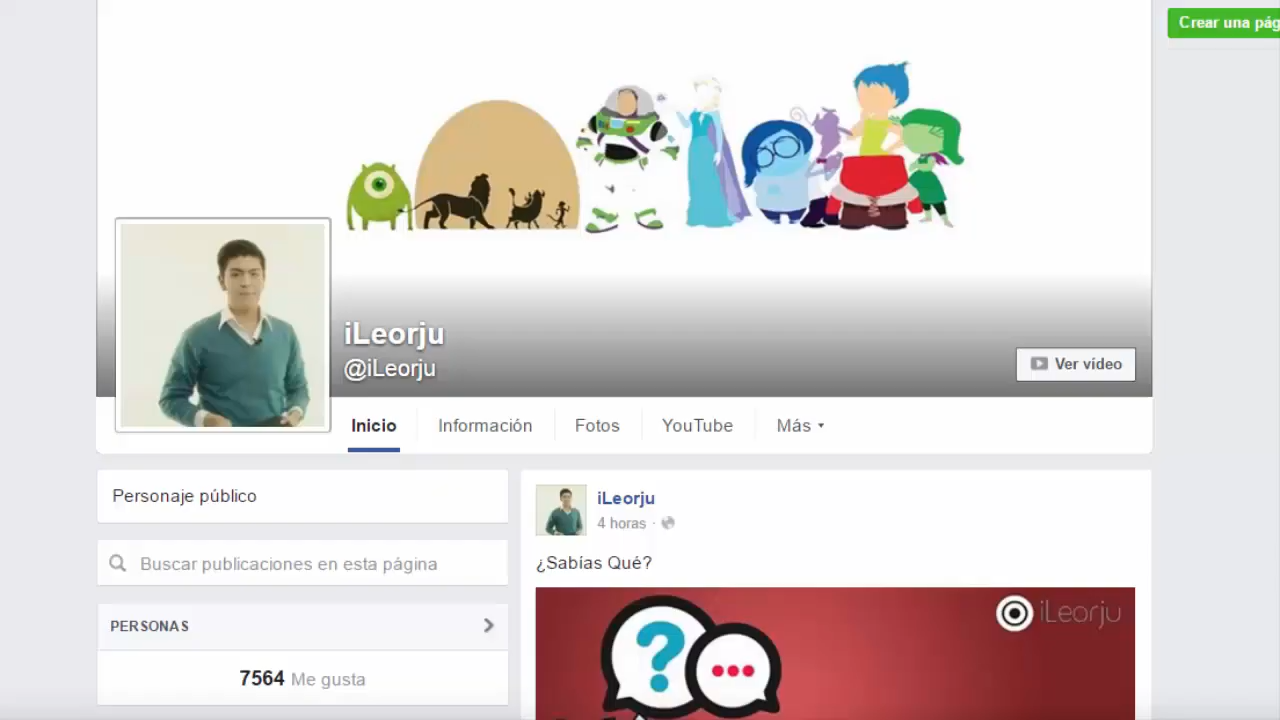 Crear una pág
iLeorju
@iLeorju
Ver vídeo
Inicio
Información
Fotos
YouTube
Más
Personaje público
iLeorju
4 horas
Buscar publicaciones en esta página
¿Sabías Qué?
iLeorju
PERSONAS
7564 Me gusta